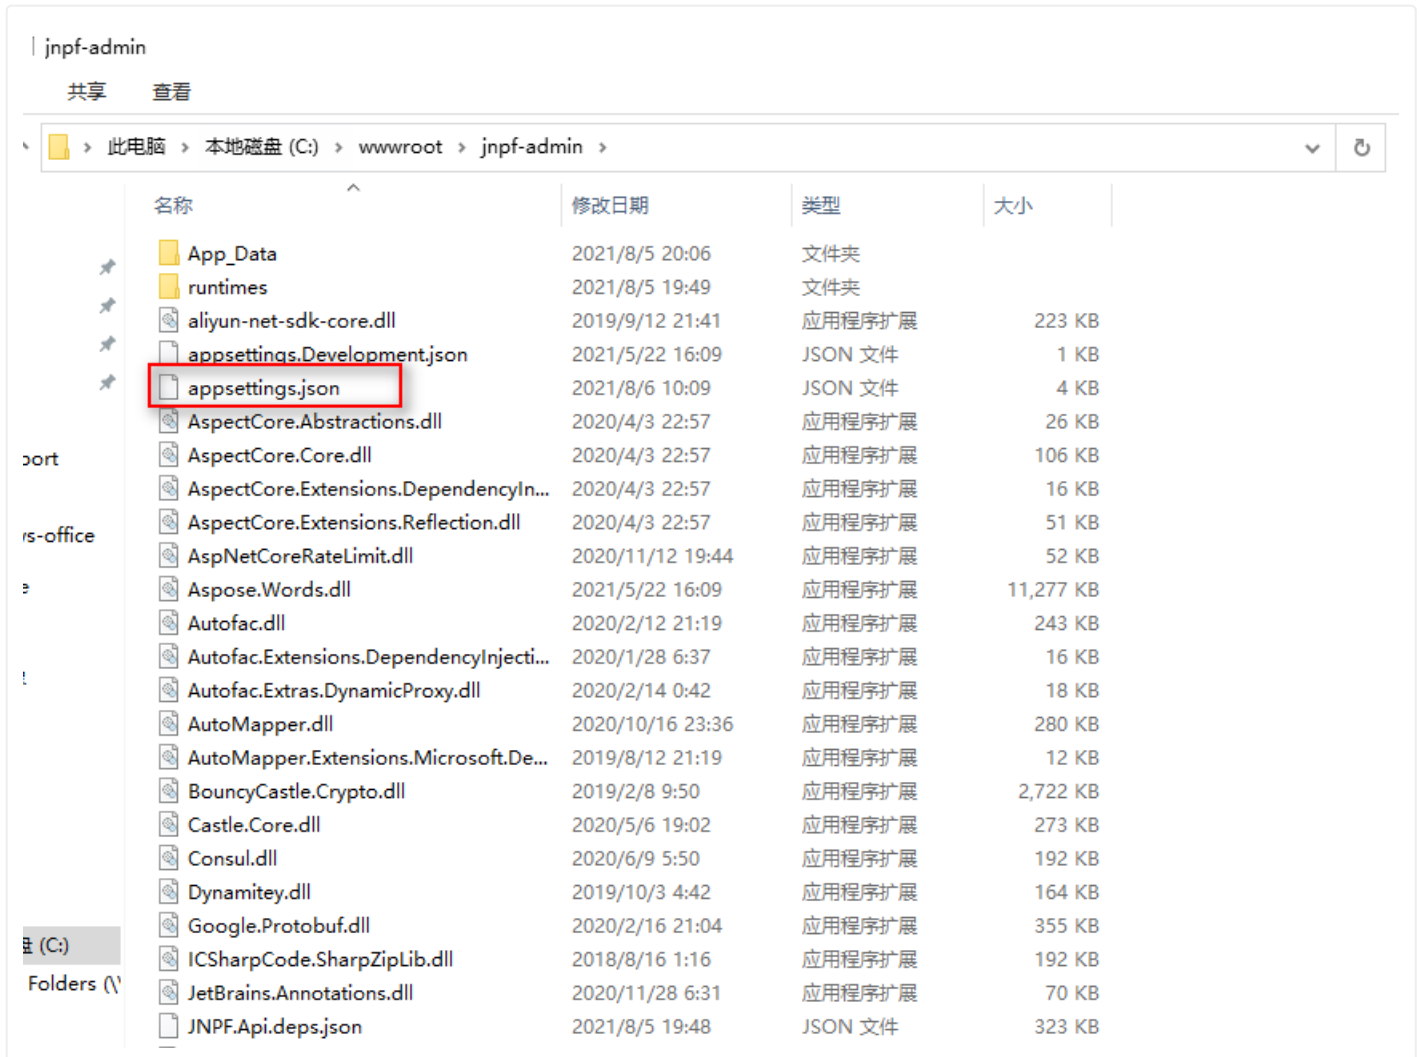 jnpf-admin
共享 查看
此电脑 › 本地磁盘 (C:) › wwwroot › jnpf-admin ›
名称 修改日期 类型 大小
App_Data 2021/8/5 20:06 文件夹
runtimes 2021/8/5 19:49 文件夹
aliyun-net-sdk-core.dll 2019/9/12 21:41 应用程序扩展 223 KB
appsettings.Development.json 2021/5/22 16:09 JSON 文件 1 KB
appsettings.json 2021/8/6 10:09 JSON 文件 4 KB
AspectCore.Abstractions.dll 2020/4/3 22:57 应用程序扩展 26 KB
AspectCore.Core.dll 2020/4/3 22:57 应用程序扩展 106 KB
AspectCore.Extensions.DependencyIn... 2020/4/3 22:57 应用程序扩展 16 KB
AspectCore.Extensions.Reflection.dll 2020/4/3 22:57 应用程序扩展 51 KB
AspNetCoreRateLimit.dll 2020/11/12 19:44 应用程序扩展 52 KB
Aspose.Words.dll 2021/5/22 16:09 应用程序扩展 11,277 KB
Autofac.dll 2020/2/12 21:19 应用程序扩展 243 KB
Autofac.Extensions.DependencyInjecti... 2020/1/28 6:37 应用程序扩展 16 KB
Autofac.Extras.DynamicProxy.dll 2020/2/14 0:42 应用程序扩展 18 KB
AutoMapper.dll 2020/10/16 23:36 应用程序扩展 280 KB
AutoMapper.Extensions.Microsoft.De... 2019/8/12 21:19 应用程序扩展 12 KB
BouncyCastle.Crypto.dll 2019/2/8 9:50 应用程序扩展 2,722 KB
Castle.Core.dll 2020/5/6 19:02 应用程序扩展 273 KB
Consul.dll 2020/6/9 5:50 应用程序扩展 192 KB
Dynamitey.dll 2019/10/3 4:42 应用程序扩展 164 KB
Google.Protobuf.dll 2020/2/16 21:04 应用程序扩展 355 KB
ICSharpCode.SharpZipLib.dll 2018/8/16 1:16 应用程序扩展 192 KB
JetBrains.Annotations.dll 2020/11/28 6:31 应用程序扩展 70 KB
JNPF.Api.deps.json 2021/8/5 19:48 JSON 文件 323 KB
port
s-office
e
(C:)
Folders (\\